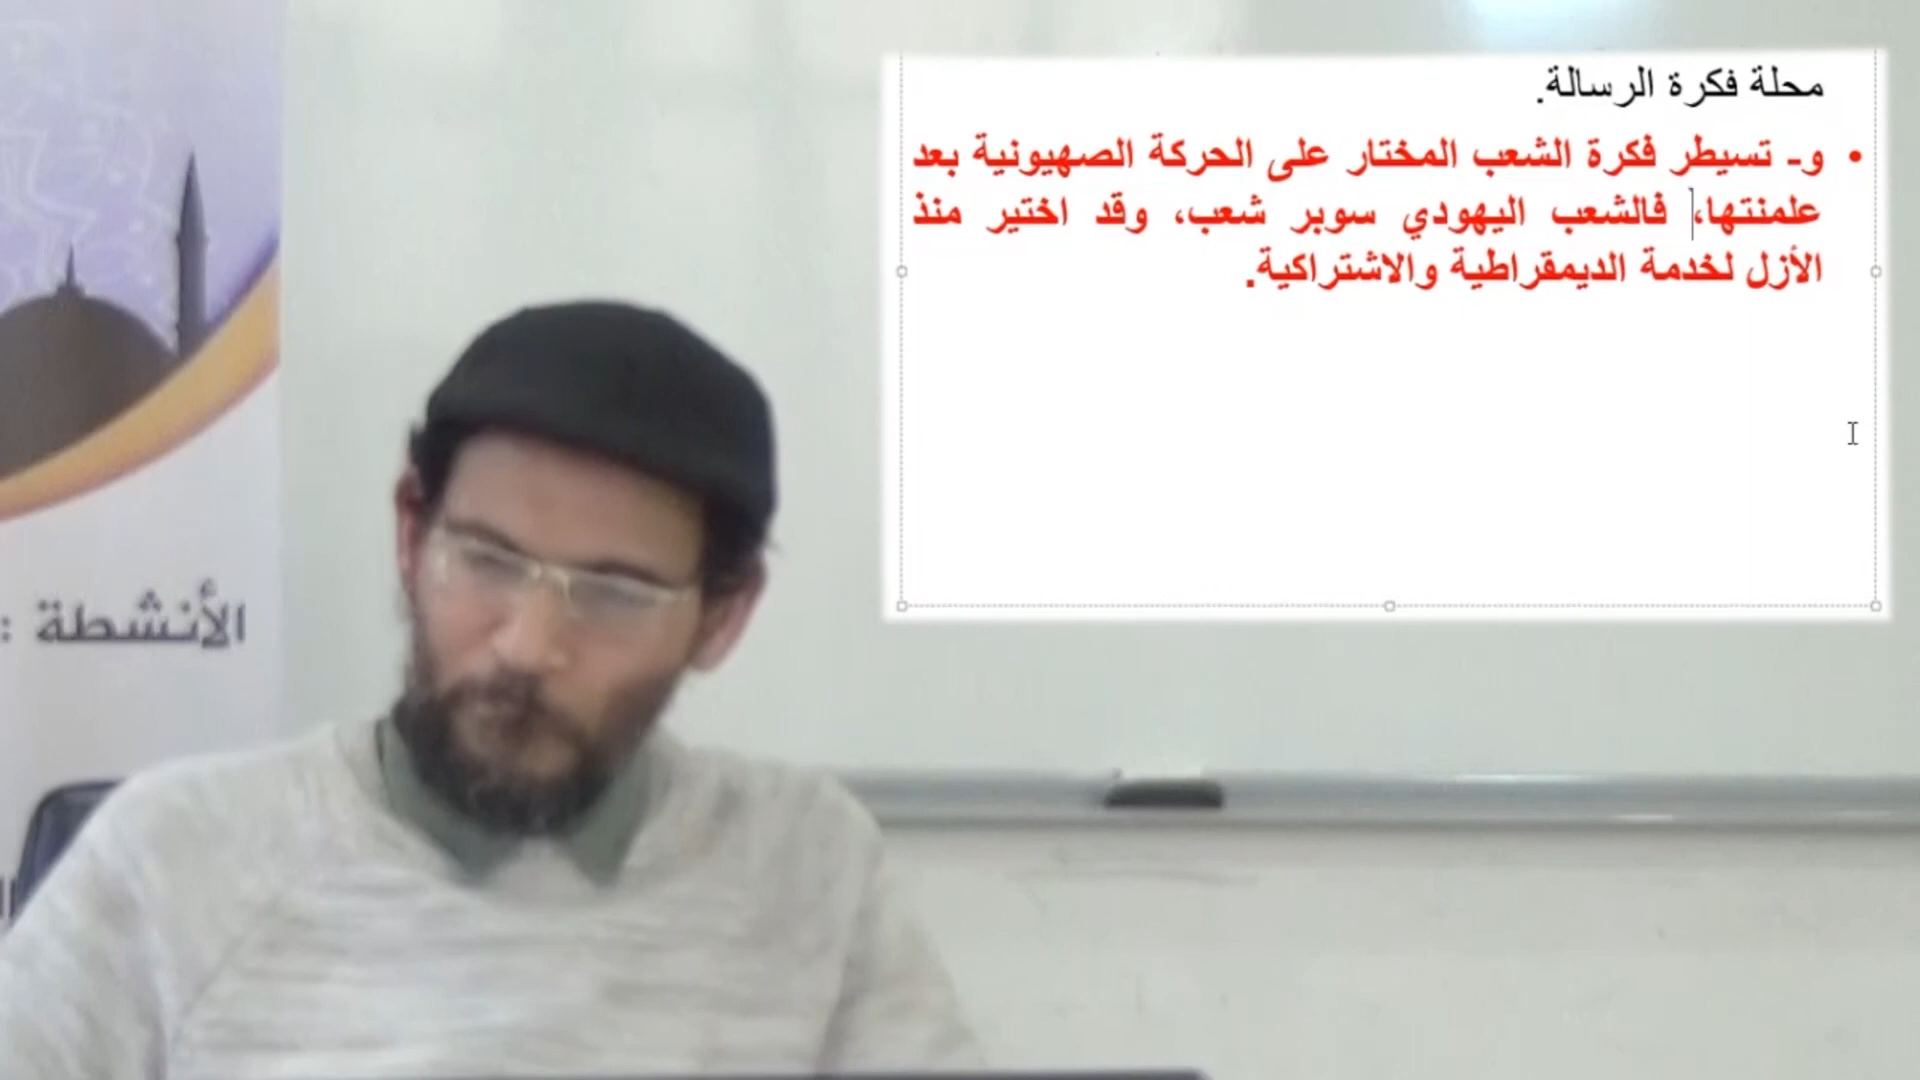 محلة فكرة الرسالة.
• و- تسيطر فكرة الشعب المختار على الحركة الصهيونية بعد
علمنتها، فالشعب اليهودي سوبر شعب، وقد اختير منذ
الأزل لخدمة الديمقراطية والاشتراكية.
الأنشطة :